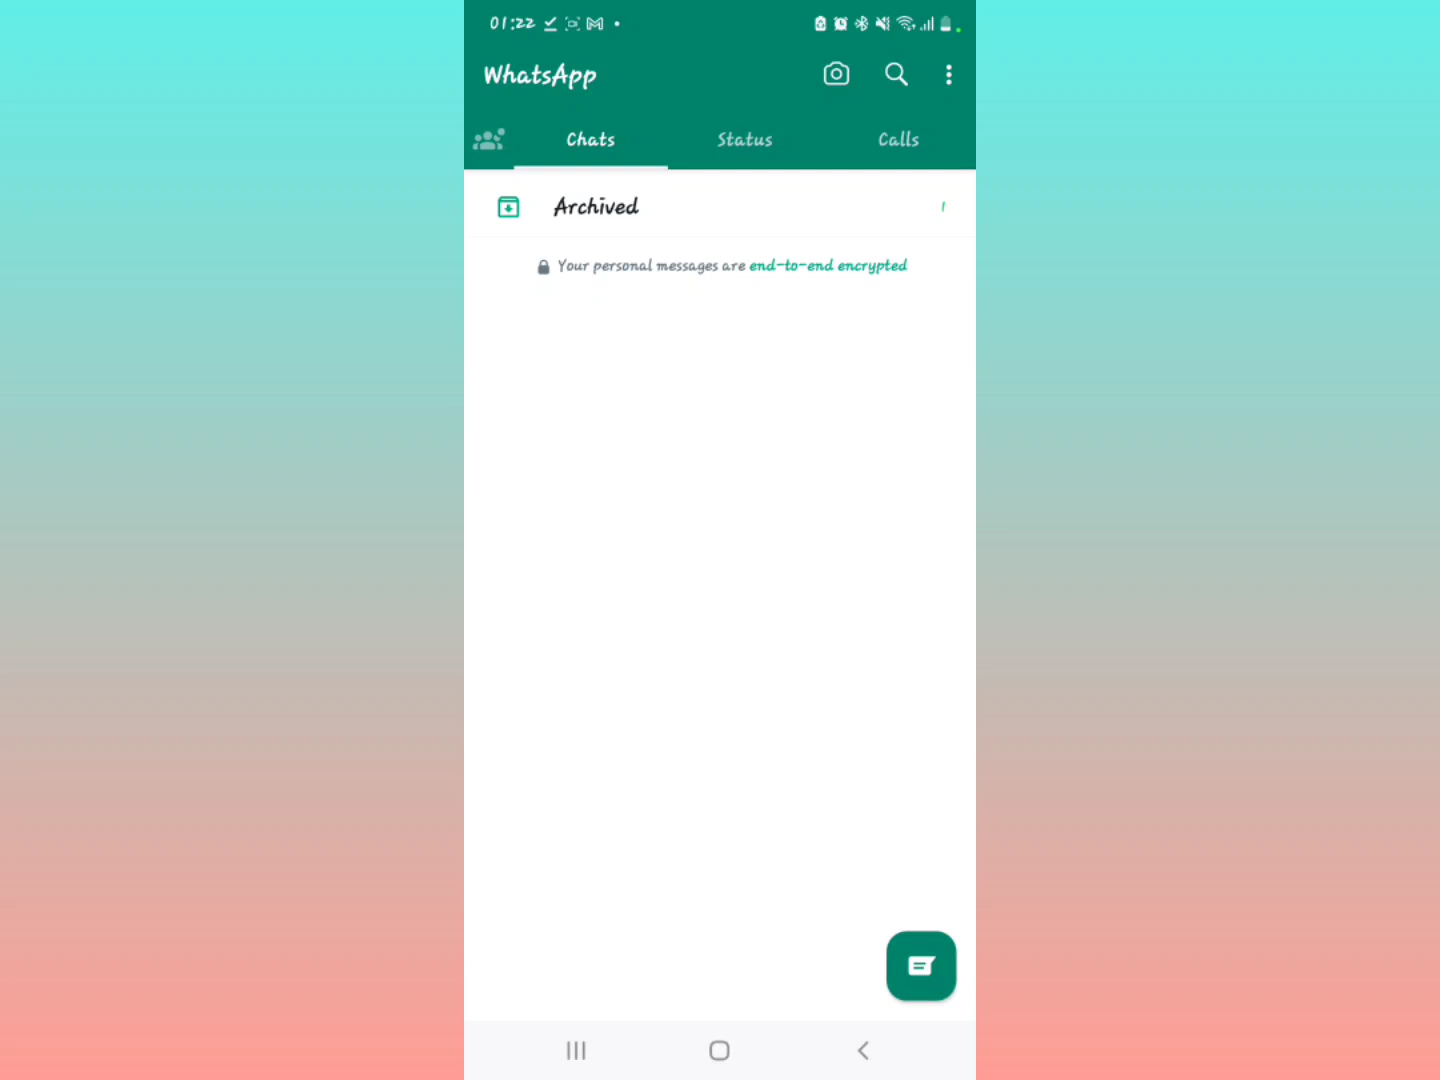 01:22
WhatsApp
Chats Status Calls
Archived 1
Your personal messages are end-to-end encrypted